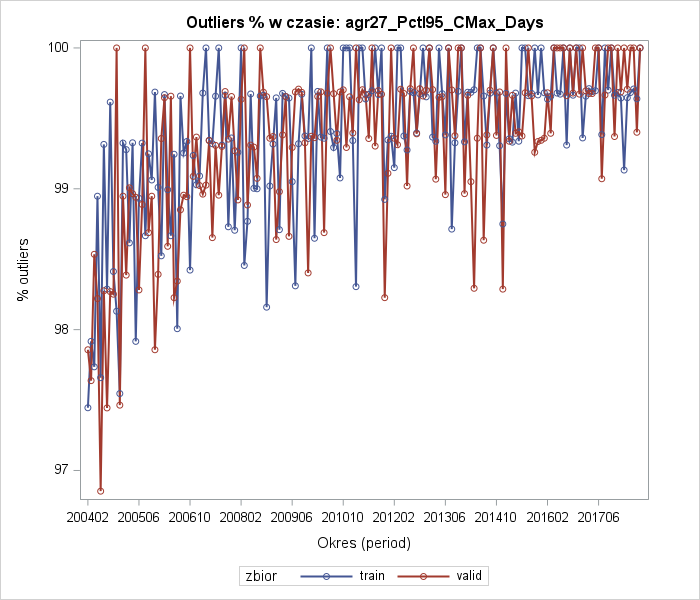 Outliers % w czasie: agr27_Pctl95_CMax_Days
100
99
98
97
% outliers
200402 200506 200610 200802 200906 201010 201202 201306 201410 201602 201706
Okres (period)
zbior train valid